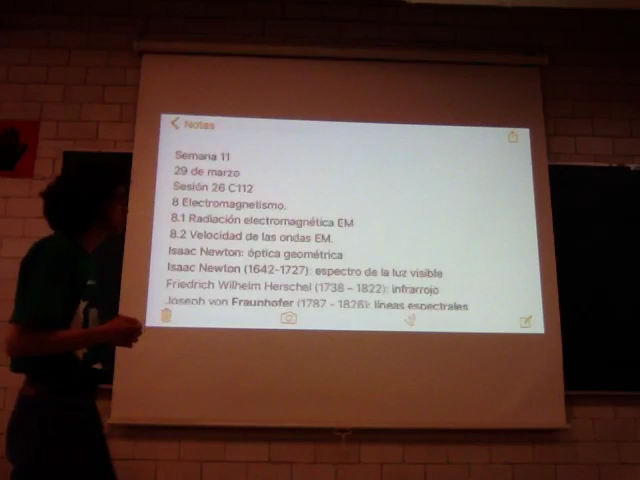 Notes
Semana 11
29 de marzo
Sesión 26 C112
8 Electromagnetismo.
8.1 Radiación electromagnética EM
8.2 Velocidad de las ondas EM.
Isaac Newton: óptica geométrica
Isaac Newton (1642-1727): espectro de la luz visible
Friedrich Wilhelm Herschel (1738 – 1822): infrarrojo
Joseph von Fraunhofer (1787 - 1826): líneas espectrales